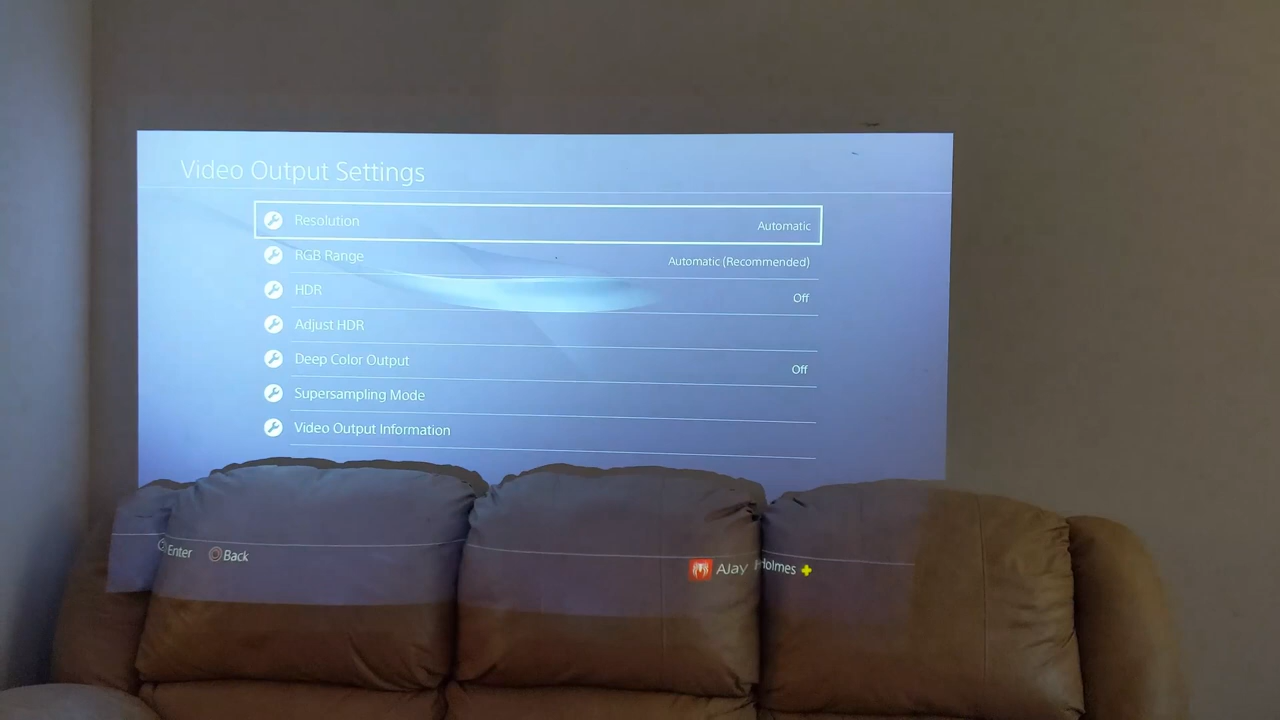 Video Output Settings
Resolution Automatic
RGB Range Automatic (Recommended)
HDR Off
Adjust HDR
Deep Color Output Off
Supersampling Mode
Video Output Information
Enter Back Alay Holmes